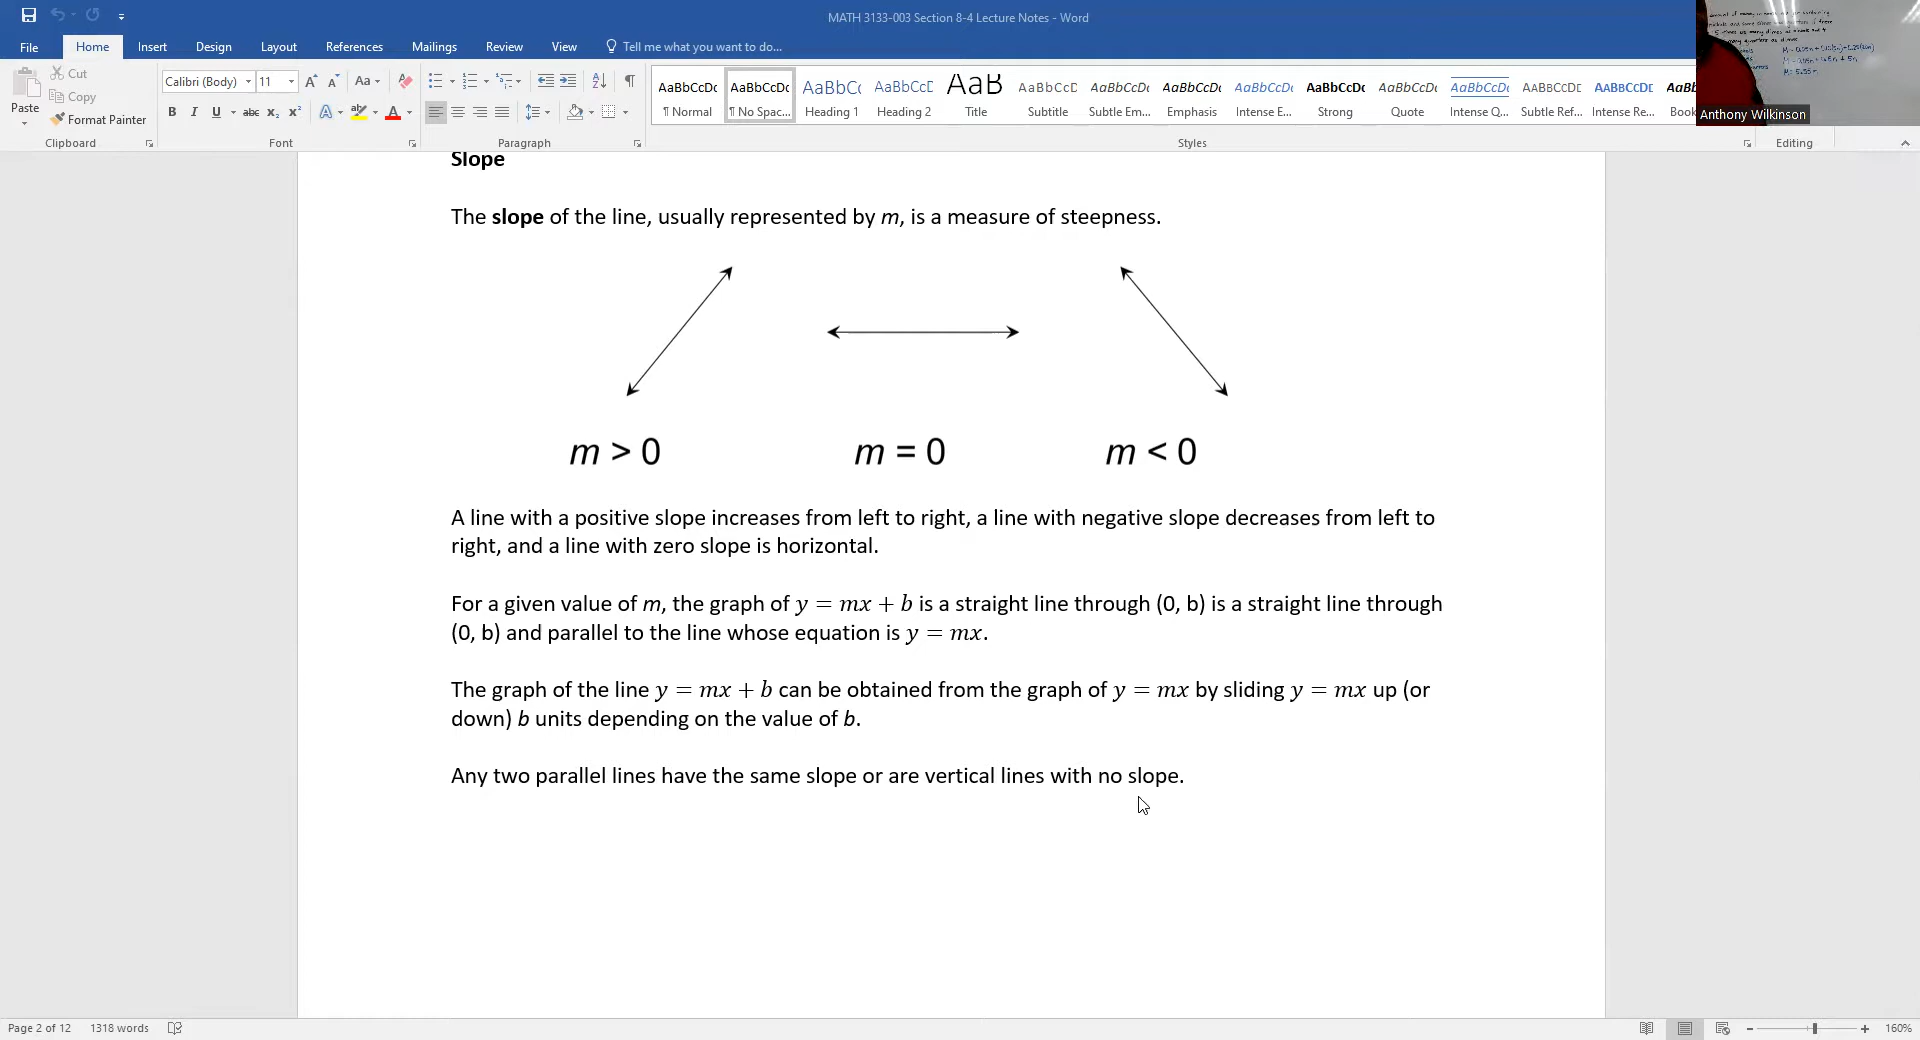 MATH 3133-003 Section 8-4 Lecture Notes - Word
File Home Insert Design Layout References Mailings Review View Tell me what you want to do...
Cut
Copy
Paste
Format Painter
Calibri (Body) 11
Aa
B I U abc x₂ x² A A
AaBbCcDc AaBbCcDc AaBbCc AaBbCcD AaB AaBbCcD AaBbCcDc AaBbCcDc AaBbCcDc AaBbCcDc AaBbCcDc AaBbCcDc AABBCCDE AABBCCDE AaBb
¶ Normal ¶ No Spac... Heading 1 Heading 2 Title Subtitle Subtle Em... Emphasis Intense E... Strong Quote Intense Q... Subtle Ref... Intense Re... Book
Anthony Wilkinson
Clipboard Font Paragraph Styles Editing
Slope
The slope of the line, usually represented by m, is a measure of steepness.
m > 0 m = 0 m < 0
A line with a positive slope increases from left to right, a line with negative slope decreases from left to
right, and a line with zero slope is horizontal.
For a given value of m, the graph of y = mx + b is a straight line through (0, b) is a straight line through
(0, b) and parallel to the line whose equation is y = mx.
The graph of the line y = mx + b can be obtained from the graph of y = mx by sliding y = mx up (or
down) b units depending on the value of b.
Any two parallel lines have the same slope or are vertical lines with no slope.
Page 2 of 12 1318 words 160%